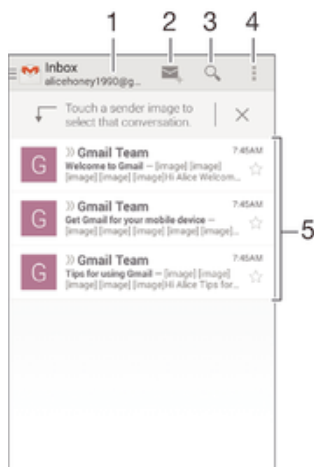 1 2 3 4
Inbox
alicehoney1990@g...
Touch a sender image to
select that conversation.
G
Gmail Team 7:45AM
Welcome to Gmail – [image] [image]
[image] [image] [image]Hi Alice Welcom...
G
Gmail Team 7:45AM
Get Gmail for your mobile device –
[image] [image] [image] [image] [image]...
G
Gmail Team 7:45AM
Tips for using Gmail – [image] [image]
[image] [image] [image]Hi Alice Tips for...
5